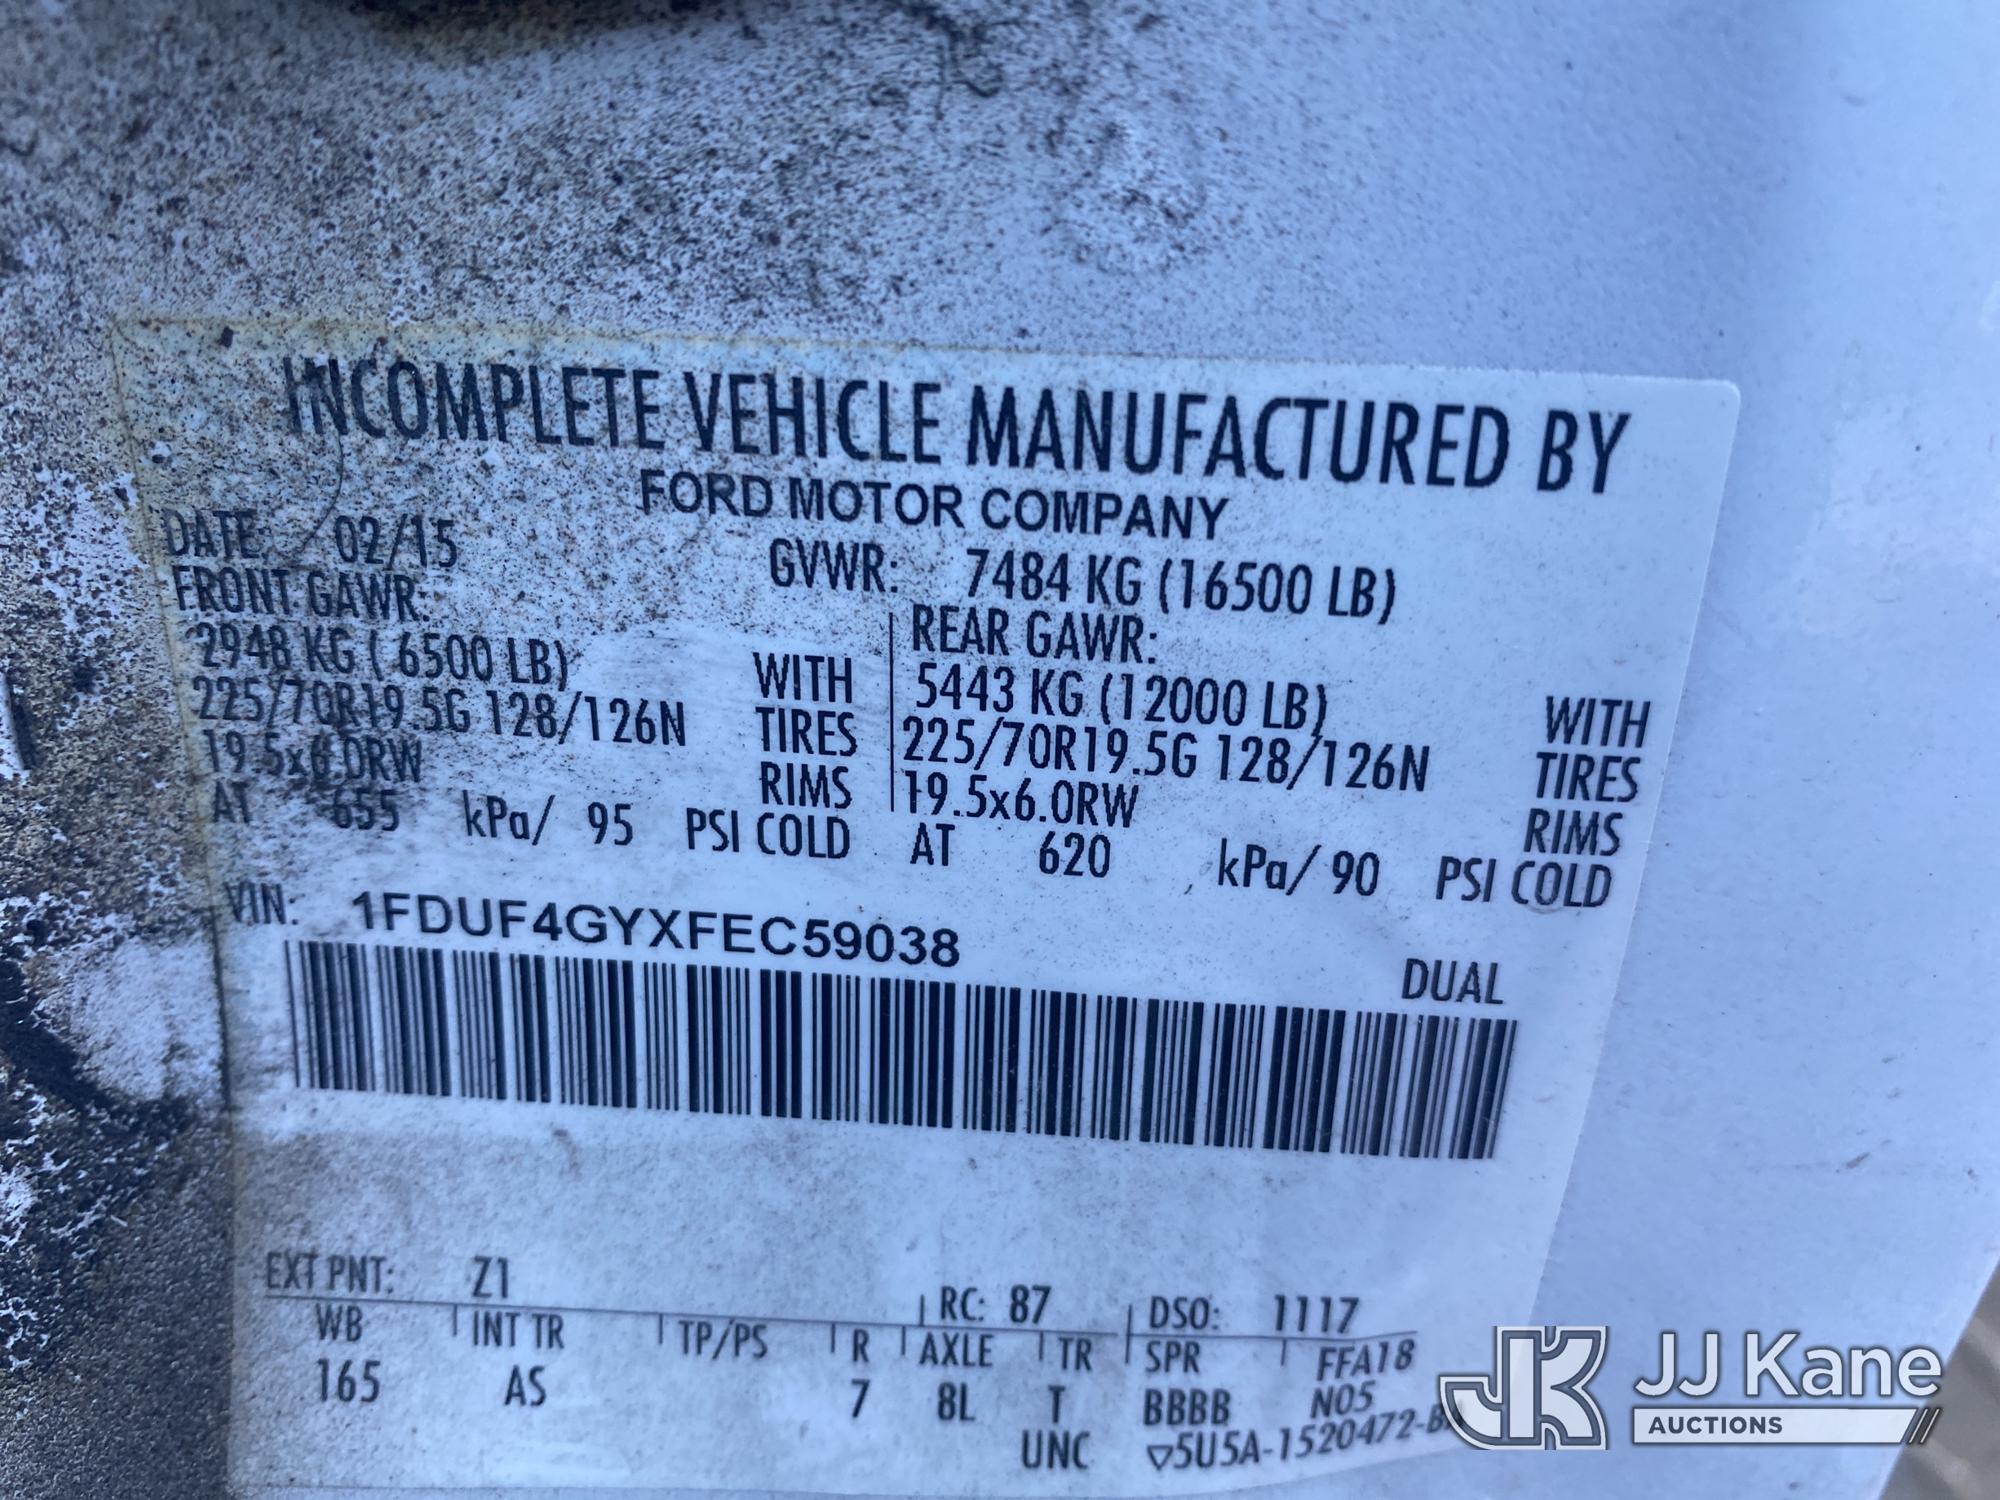 INCOMPLETE VEHICLE MANUFACTURED BY
FORD MOTOR COMPANY
DATE: 02/15 GVWR: 7484 KG (16500 LB)
FRONT GAWR: REAR GAWR:
2948 KG ( 6500 LB) WITH 5443 KG (12000 LB) WITH
225/70R19.5G 128/126N TIRES 225/70R19.5G 128/126N TIRES
19.5x6.0RW RIMS 19.5x6.0RW RIMS
AT 655 kPa/ 95 PSI COLD AT 620 kPa/ 90 PSI COLD
VIN: 1FDUF4GYXFEC59038
DUAL
EXT PNT: Z1 RC: 87 DSO: 1117
WB INT TR TP/PS R AXLE TR SPR FFA18
165 AS 7 8L T BBBB N05
UNC ▽5U5A-1520472-B
JK JJ Kane
AUCTIONS